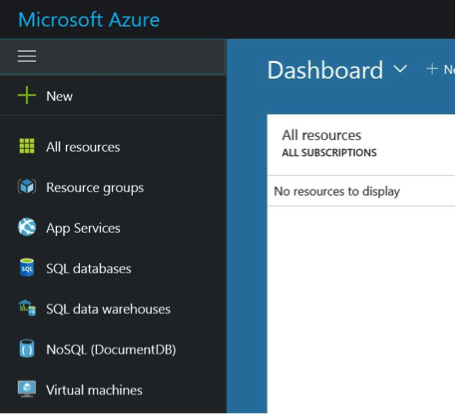 Microsoft Azure
New
All resources
Resource groups
App Services
SQL databases
SQL
SQL data warehouses
NoSQL (DocumentDB)
Virtual machines
Dashboard
All resources
ALL SUBSCRIPTIONS
No resources to display